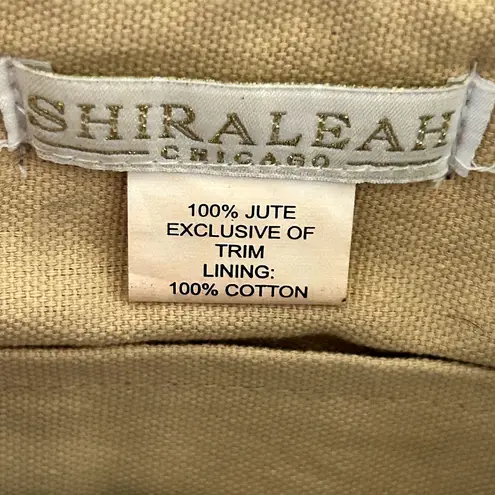 SHIRALEAH
CHICAGO
100% JUTE
EXCLUSIVE OF
TRIM
LINING:
100% COTTON